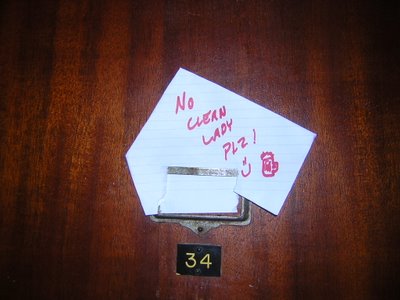 No
CLEAN
LADY
PLZ!
:)
34